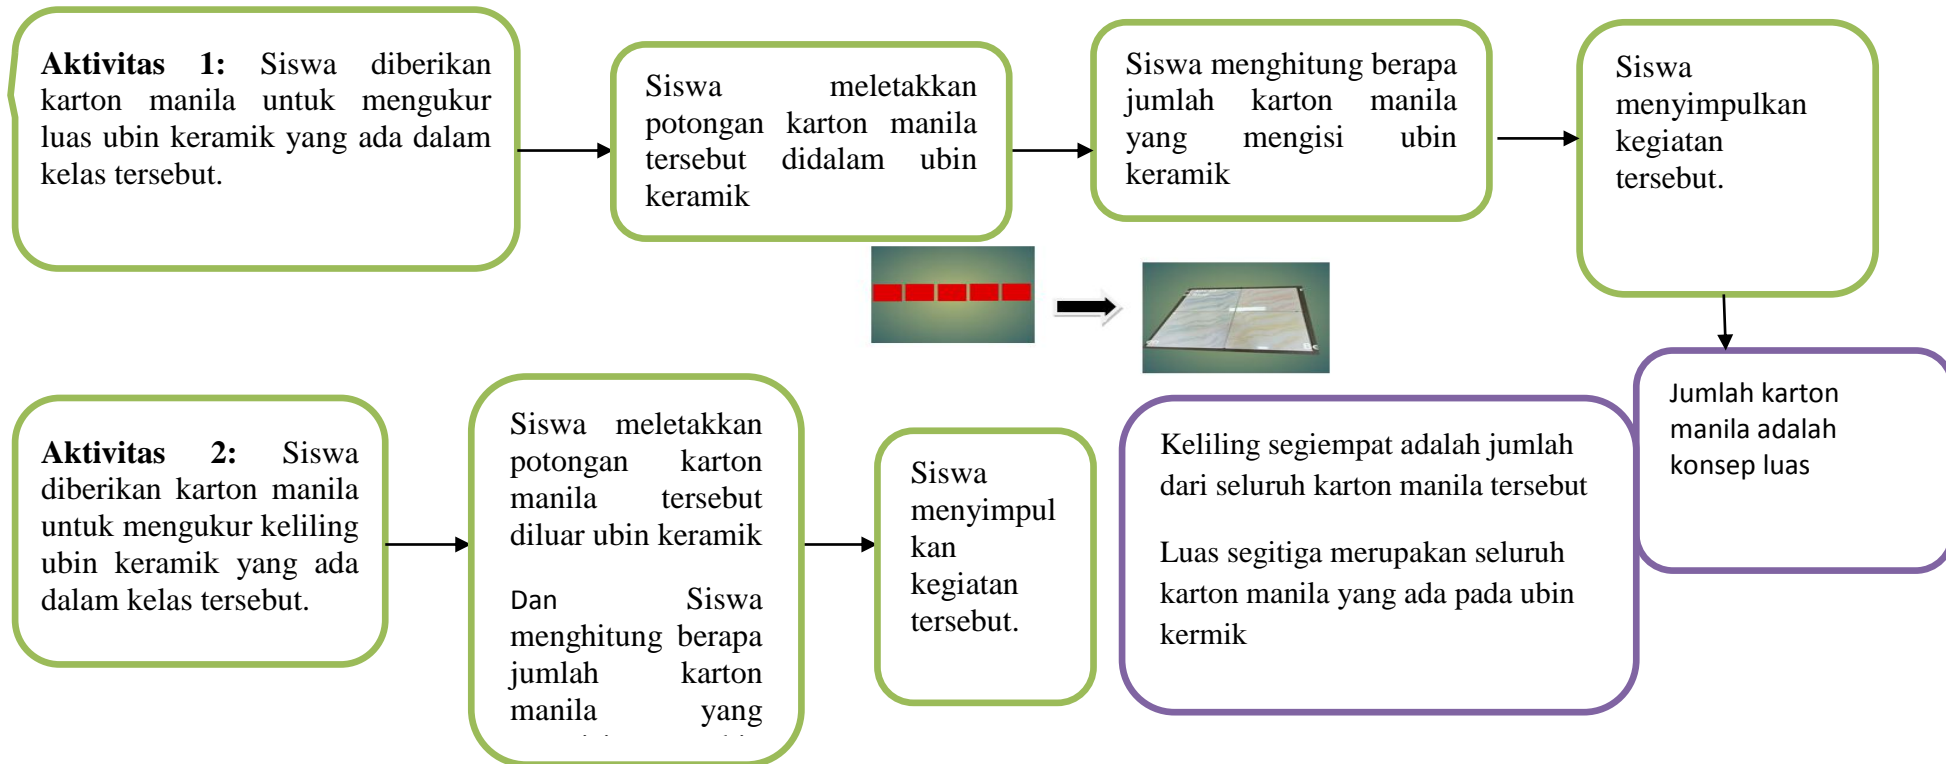 Aktivitas 1: Siswa diberikan
karton manila untuk mengukur
luas ubin keramik yang ada dalam
kelas tersebut.
Siswa meletakkan
potongan karton manila
tersebut didalam ubin
keramik
Siswa menghitung berapa
jumlah karton manila
yang mengisi ubin
keramik
Siswa
menyimpulkan
kegiatan
tersebut.
Jumlah karton
manila adalah
konsep luas
Aktivitas 2: Siswa
diberikan karton manila
untuk mengukur keliling
ubin keramik yang ada
dalam kelas tersebut.
Siswa meletakkan
potongan karton
manila tersebut
diluar ubin keramik
Dan Siswa
menghitung berapa
jumlah karton
manila yang
Siswa
menyimpul
kan
kegiatan
tersebut.
Keliling segiempat adalah jumlah
dari seluruh karton manila tersebut
Luas segitiga merupakan seluruh
karton manila yang ada pada ubin
kermik